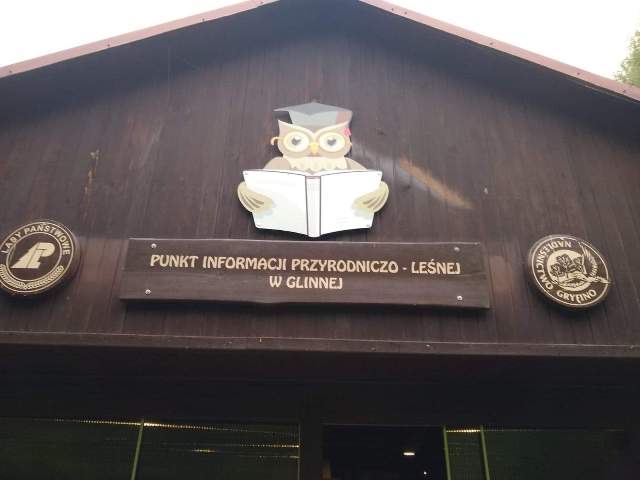 LASY PAŃSTWOWE
PUNKT INFORMACJI PRZYRODNICZO - LEŚNEJ
W GLINNEJ
NADLEŚNICTWO GRYFINO